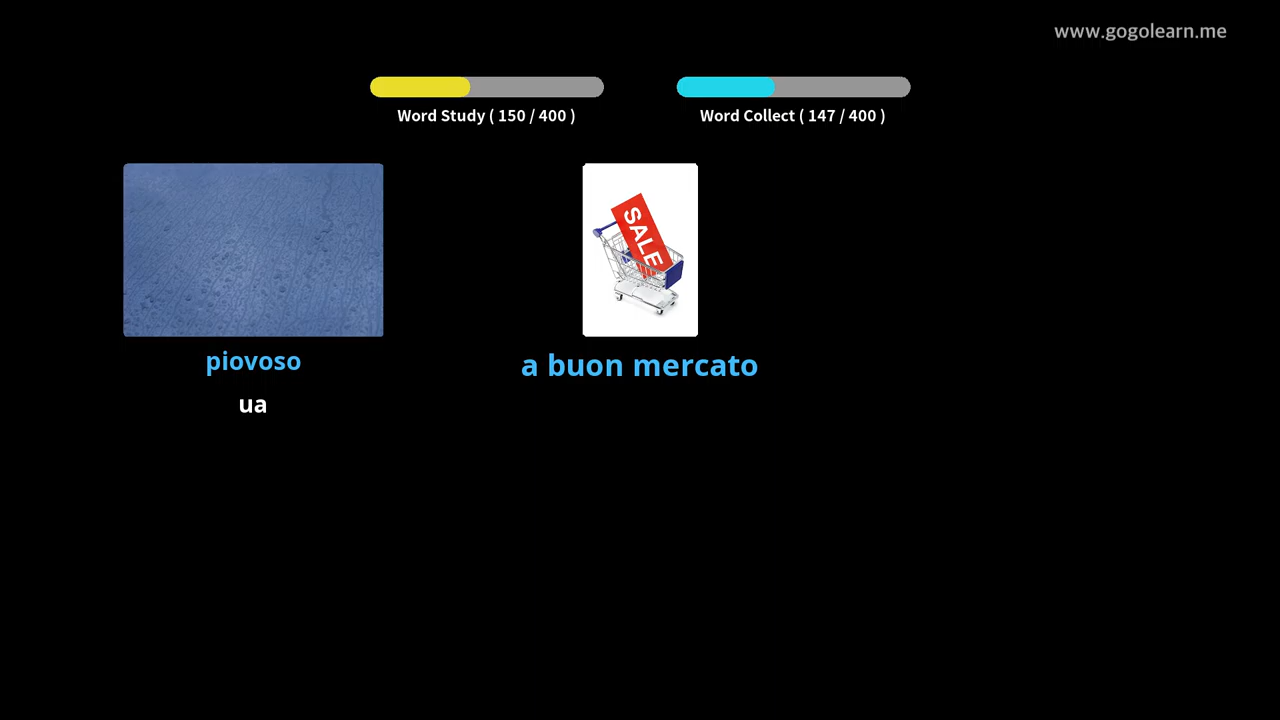 www.gogolearn.me
Word Study ( 150 / 400 )
Word Collect ( 147 / 400 )
SALE
piovoso
ua
a buon mercato